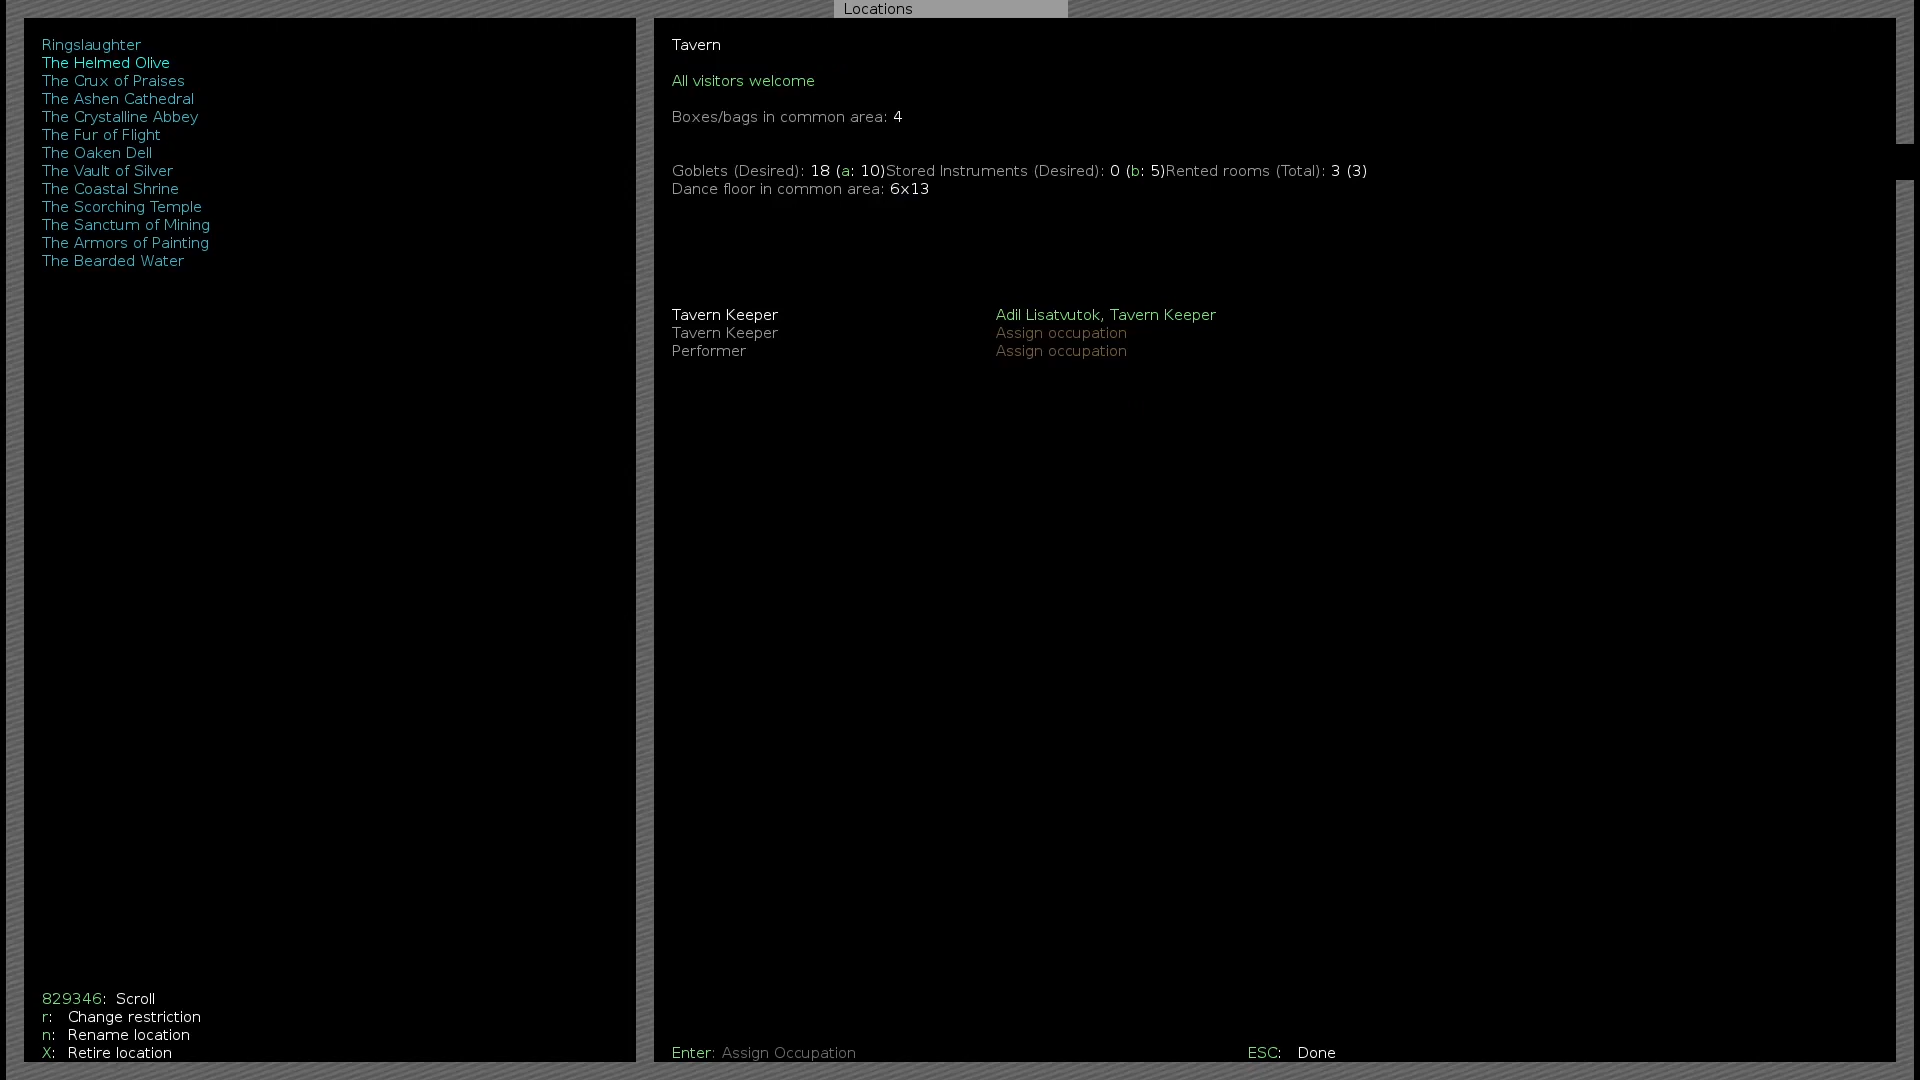 Locations
Ringslaughter
The Helmed Olive
The Crux of Praises
The Ashen Cathedral
The Crystalline Abbey
The Fur of Flight
The Oaken Dell
The Vault of Silver
The Coastal Shrine
The Scorching Temple
The Sanctum of Mining
The Armors of Painting
The Bearded Water
829346: Scroll
r: Change restriction
n: Rename location
X: Retire location
Tavern
All visitors welcome
Boxes/bags in common area: 4
Goblets (Desired): 18 (a: 10)Stored Instruments (Desired): 0 (b: 5)Rented rooms (Total): 3 (3)
Dance floor in common area: 6x13
Tavern Keeper Adil Lisatvutok, Tavern Keeper
Tavern Keeper Assign occupation
Performer Assign occupation
Enter: Assign Occupation ESC: Done